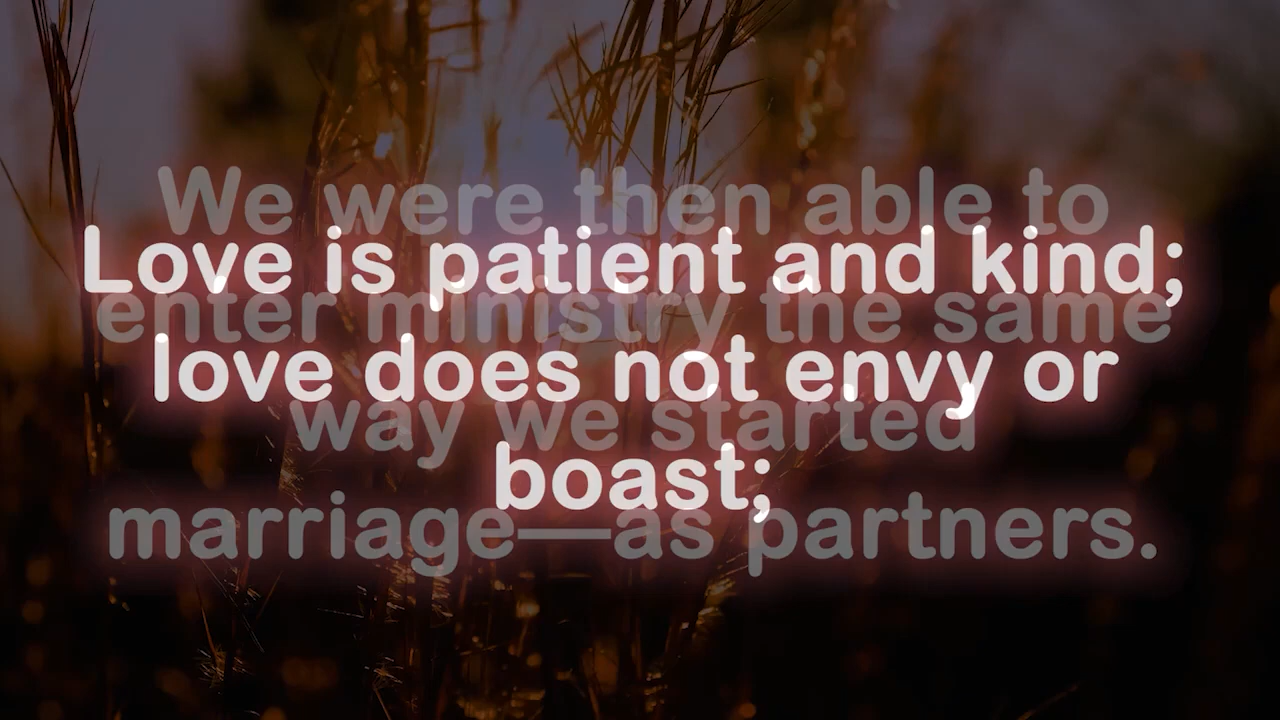 We were then able to
Love is patient and kind;
enter ministry the same
love does not envy or
way we started
boast;
marriage—as partners.